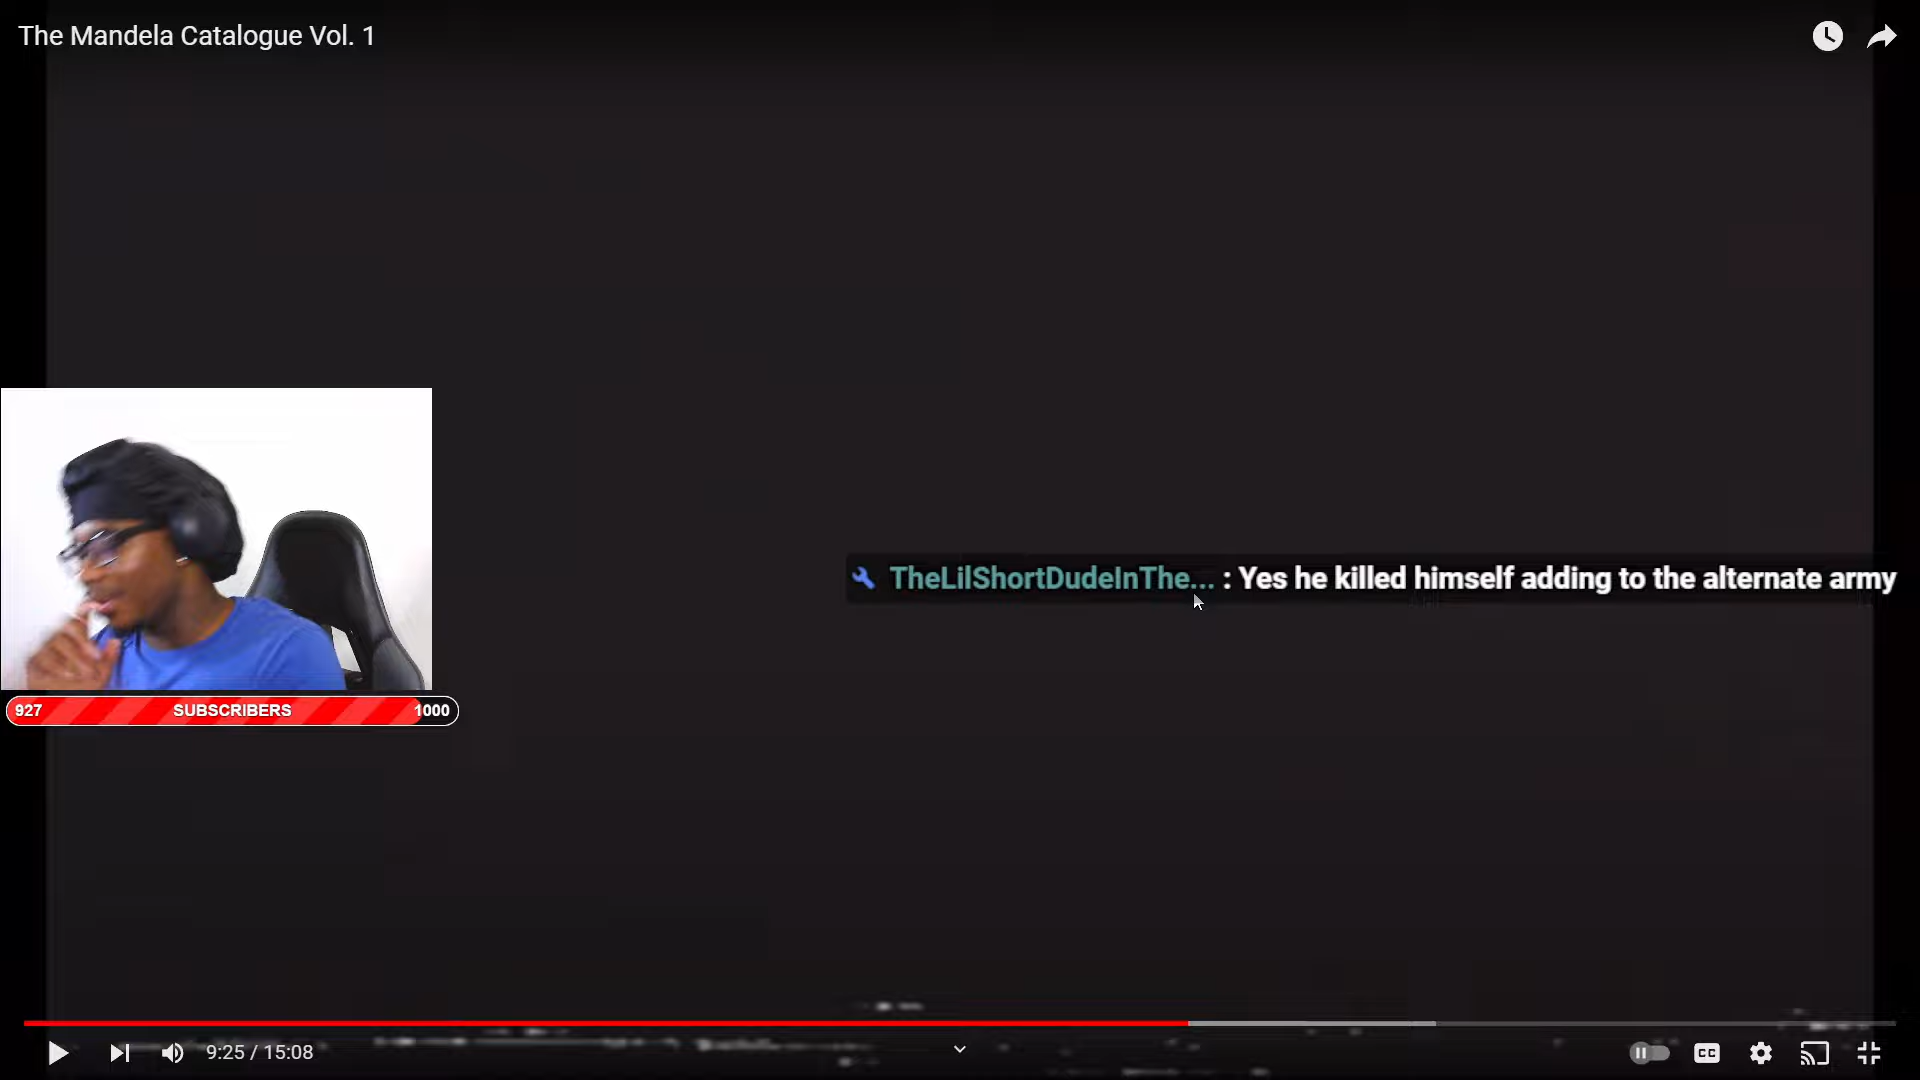 The Mandela Catalogue Vol. 1
TheLilShortDudeInThe... : Yes he killed himself adding to the alternate army
927 SUBSCRIBERS 1000
9:25 / 15:08
CC